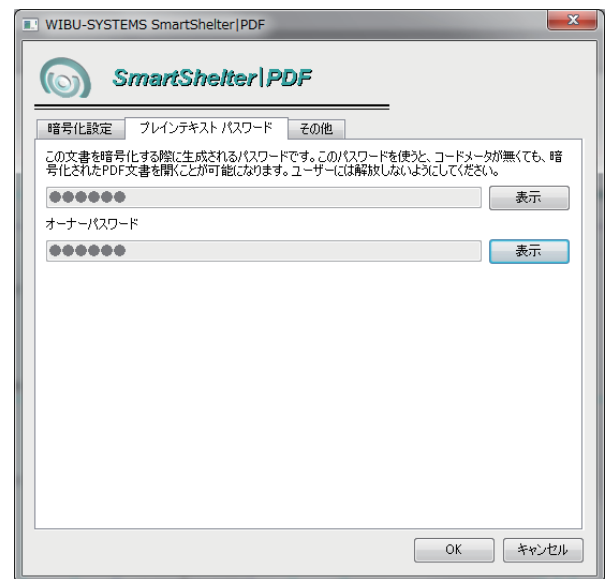 WIBU-SYSTEMS SmartShelter|PDF
SmartShelter|PDF
暗号化設定 プレインテキスト パスワード その他
この文書を暗号化する際に生成されるパスワードです。このパスワードを使うと、コードメータが無くても、暗
号化されたPDF文書を開くことが可能になります。ユーザーには解放しないようにしてください。
●●●●●● 表示
オーナーパスワード
●●●●●● 表示
OK キャンセル